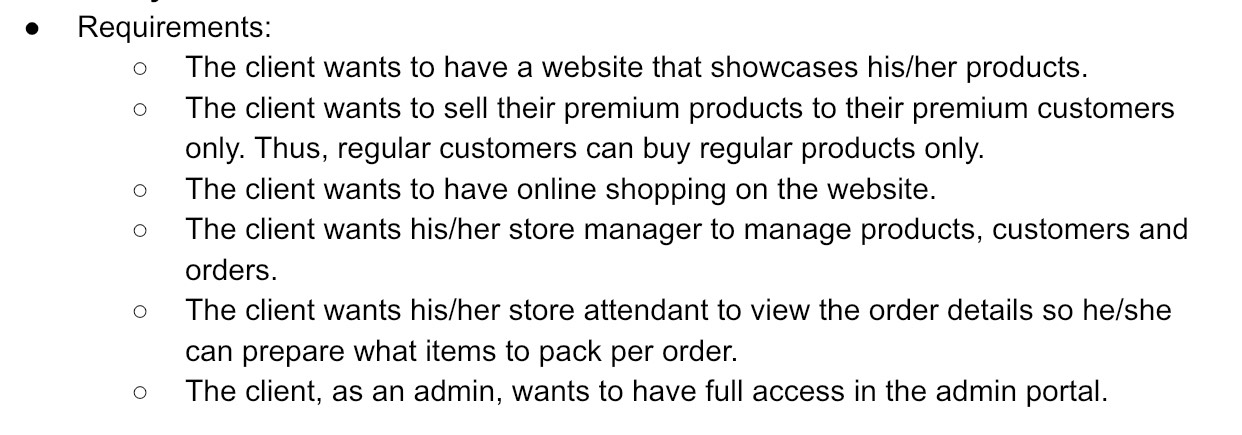 ● Requirements:
○ The client wants to have a website that showcases his/her products.
○ The client wants to sell their premium products to their premium customers
only. Thus, regular customers can buy regular products only.
○ The client wants to have online shopping on the website.
○ The client wants his/her store manager to manage products, customers and
orders.
○ The client wants his/her store attendant to view the order details so he/she
can prepare what items to pack per order.
○ The client, as an admin, wants to have full access in the admin portal.